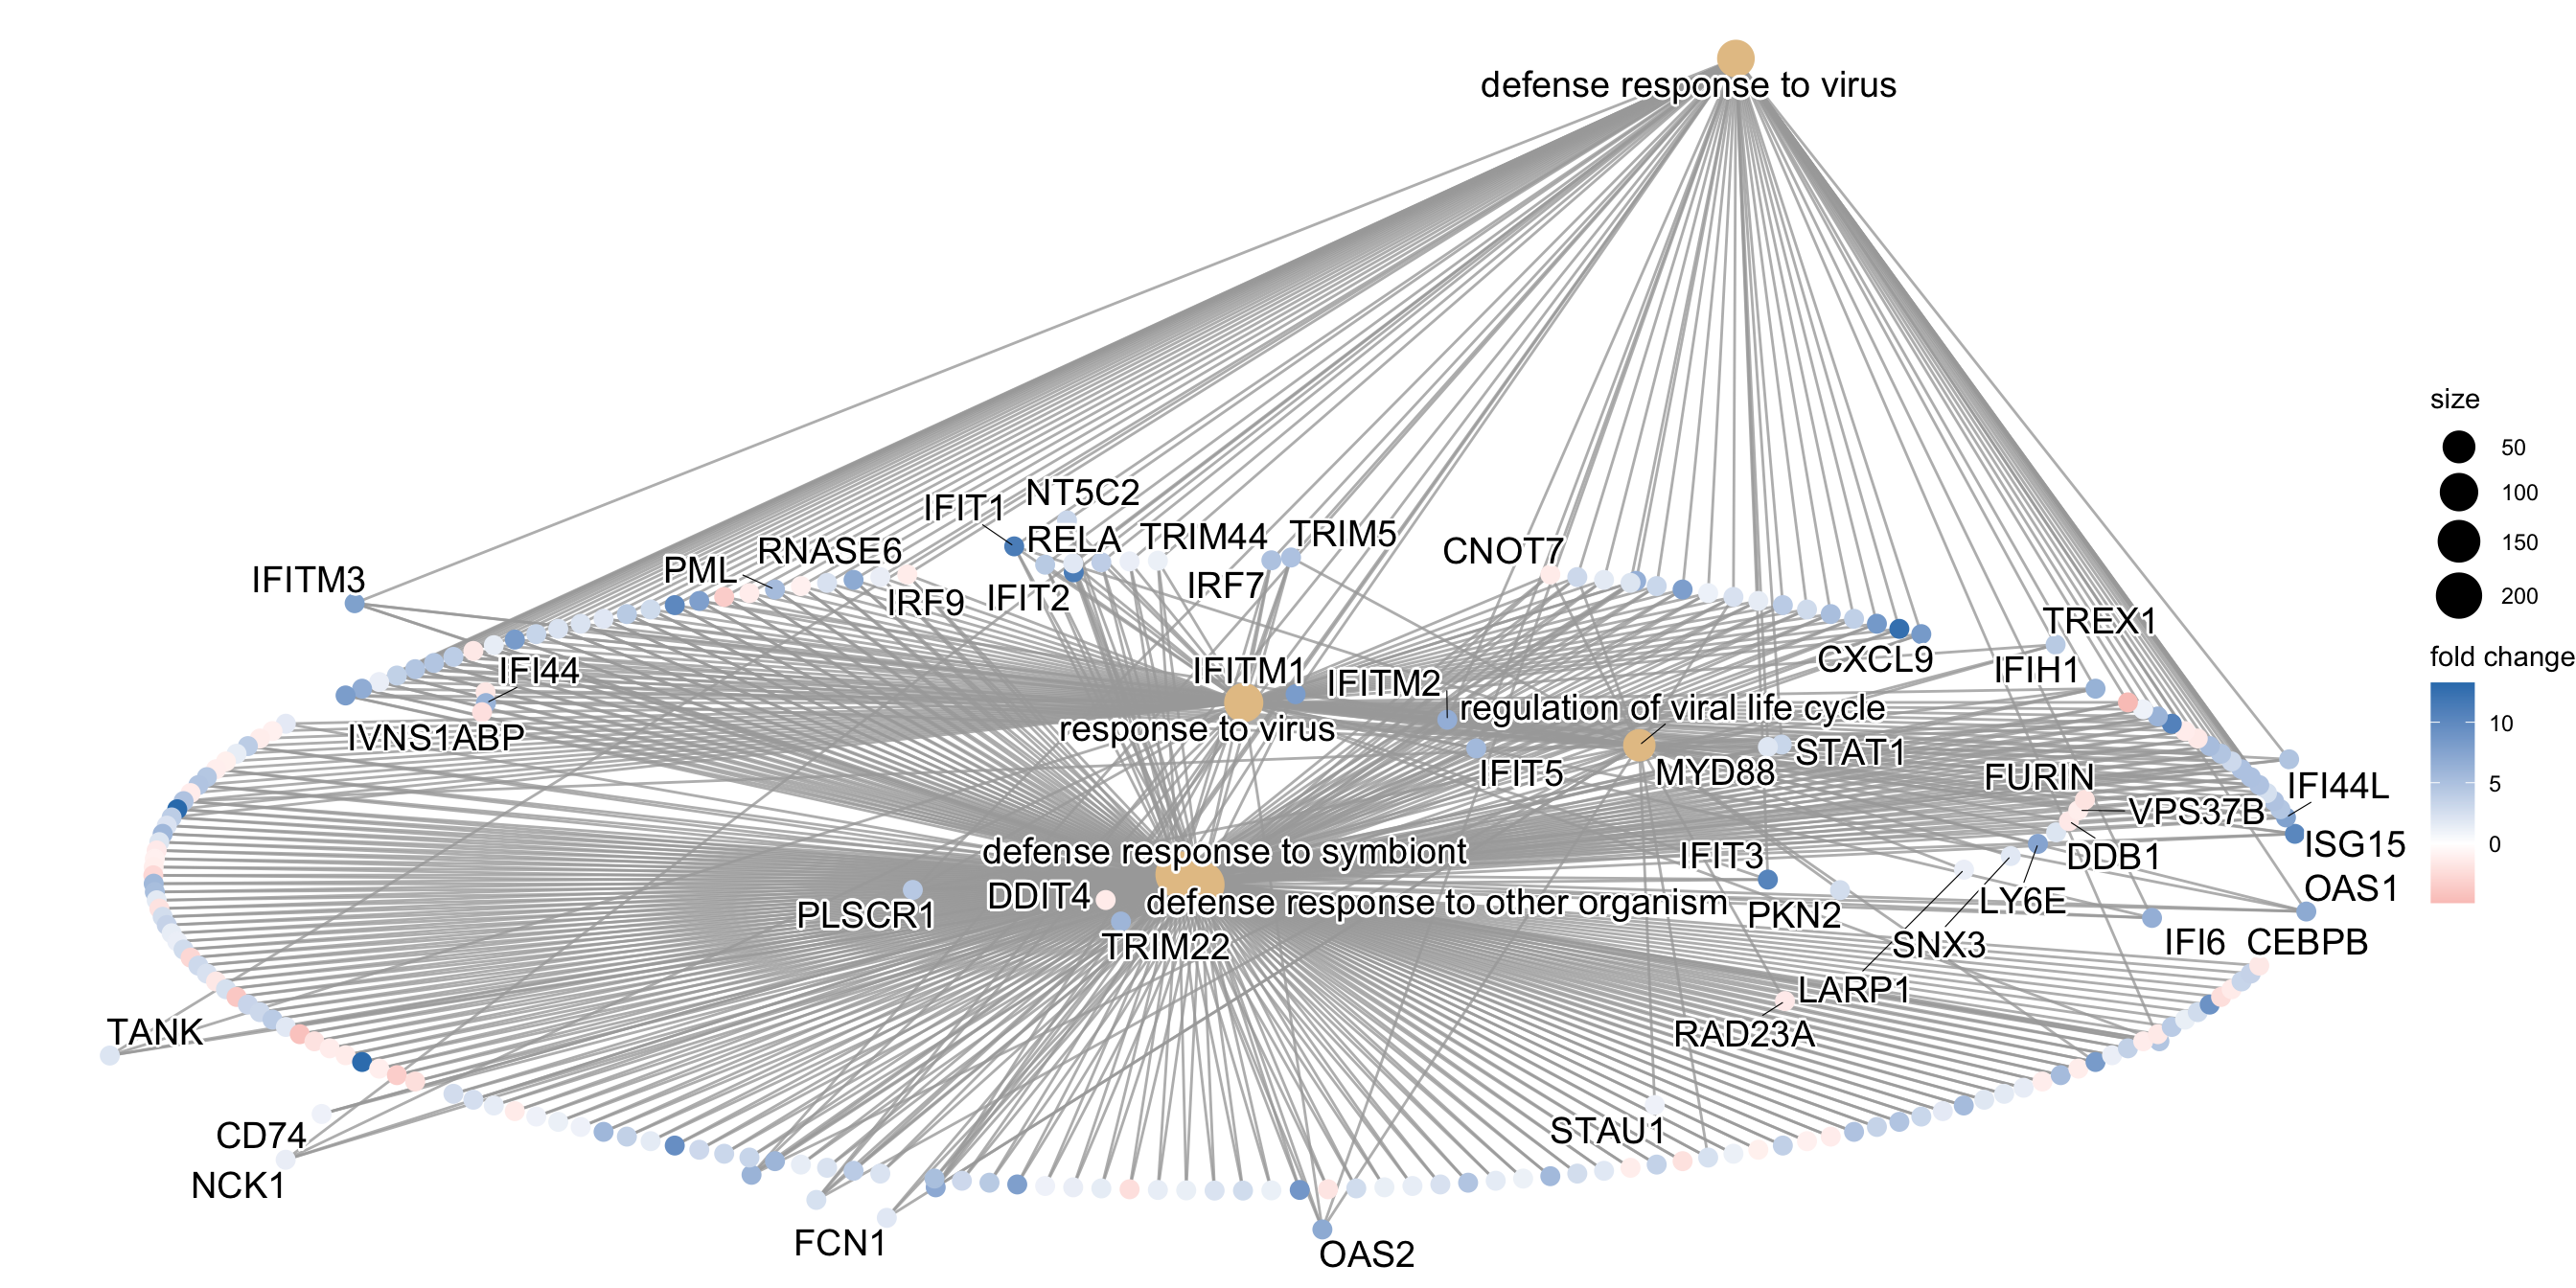 defense response to virus
size
50
100
150
200
fold change
10
5
0
NT5C2
IFIT1
RELA
TRIM44
TRIM5
RNASE6
CNOT7
PML
IFITM3
IRF7
IFIT2
IRF9
TREX1
CXCL9
IFIH1
IFI44
IFITM1
IFITM2
regulation of viral life cycle
response to virus
IVNS1ABP
STAT1
IFIT5
MYD88
FURIN
IFI44L
VPS37B
ISG15
defense response to symbiont
IFIT3
DDB1
OAS1
DDIT4
defense response to other organism
LY6E
PLSCR1
PKN2
TRIM22
SNX3
IFI6
CEBPB
LARP1
TANK
RAD23A
STAU1
CD74
NCK1
FCN1
OAS2